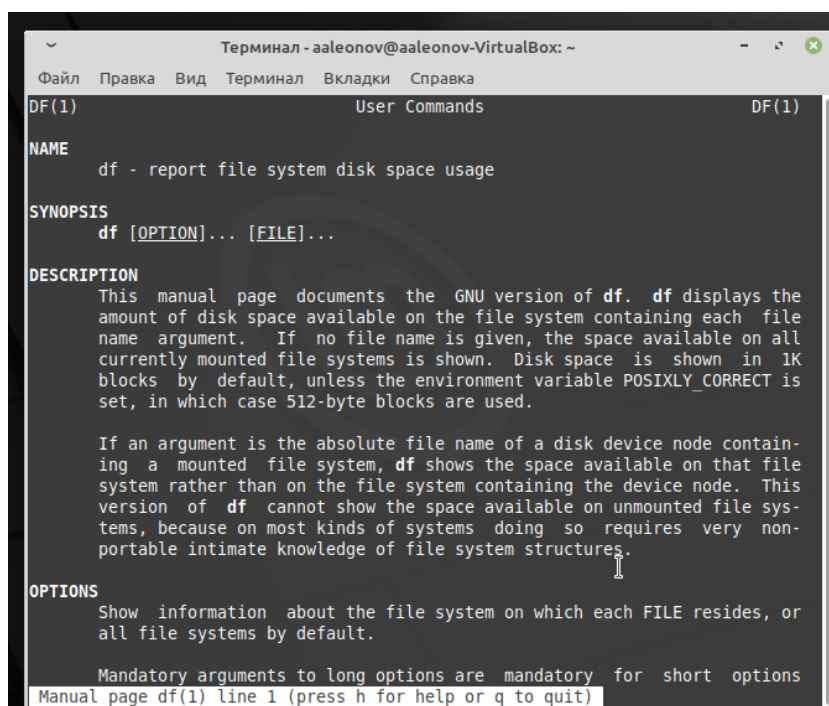 Терминал - aaleonov@aaleonov-VirtualBox: ~
Файл Правка Вид Терминал Вкладки Справка
DF(1) User Commands DF(1)
NAME
df - report file system disk space usage
SYNOPSIS
df [OPTION]... [FILE]...
DESCRIPTION
This manual page documents the GNU version of df. df displays the
amount of disk space available on the file system containing each file
name argument. If no file name is given, the space available on all
currently mounted file systems is shown. Disk space is shown in 1K
blocks by default, unless the environment variable POSIXLY_CORRECT is
set, in which case 512-byte blocks are used.
If an argument is the absolute file name of a disk device node contain-
ing a mounted file system, df shows the space available on that file
system rather than on the file system containing the device node. This
version of df cannot show the space available on unmounted file sys-
tems, because on most kinds of systems doing so requires very non-
portable intimate knowledge of file system structures.
OPTIONS
Show information about the file system on which each FILE resides, or
all file systems by default.
Mandatory arguments to long options are mandatory for short options
Manual page df(1) line 1 (press h for help or q to quit)